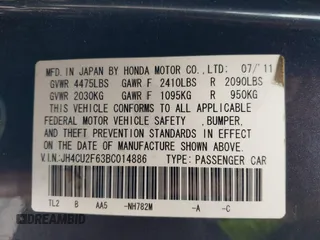 MFD. IN JAPAN BY HONDA MOTOR CO.,LTD. 07/'11
GVWR 4475LBS GAWR F 2410LBS R 2090LBS
GVWR 2030KG GAWR F 1095KG R 950KG
THIS VEHICLE CONFORMS TO ALL APPLICABLE
FEDERAL MOTOR VEHICLE SAFETY , BUMPER,
AND THEFT PREVENTION STANDARDS IN EFFECT ON
THE DATE OF MANUFACTURE SHOWN ABOVE.
V.I.N.:JH4CU2F63BC014886 TYPE: PASSENGER CAR
TL2 B AA5 -NH782M -A -C
AUTOBIDMASTER